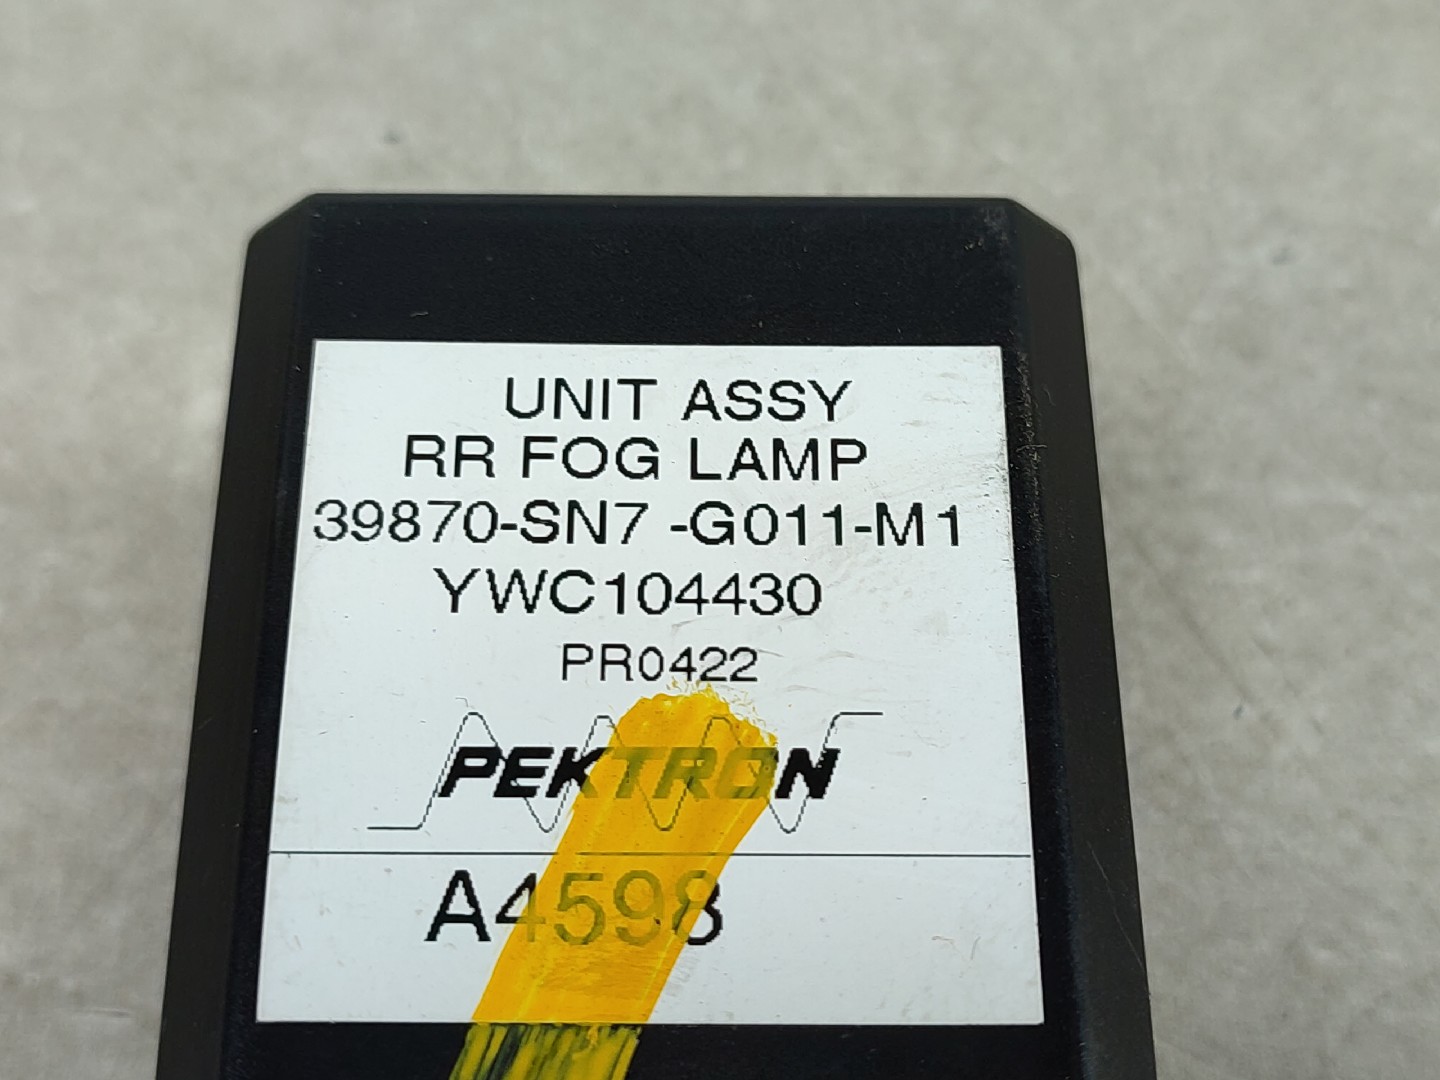 UNIT ASSY
RR FOG LAMP
39870-SN7 -G011-M1
YWC104430
PR0422
PEKTRON
A4598